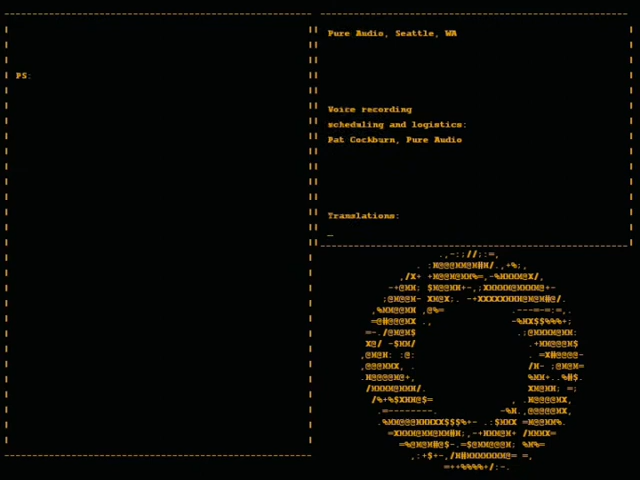 PS:
Pure Audio, Seattle, WA
Voice recording
scheduling and logistics:
Pat Cockburn, Pure Audio
Translations: